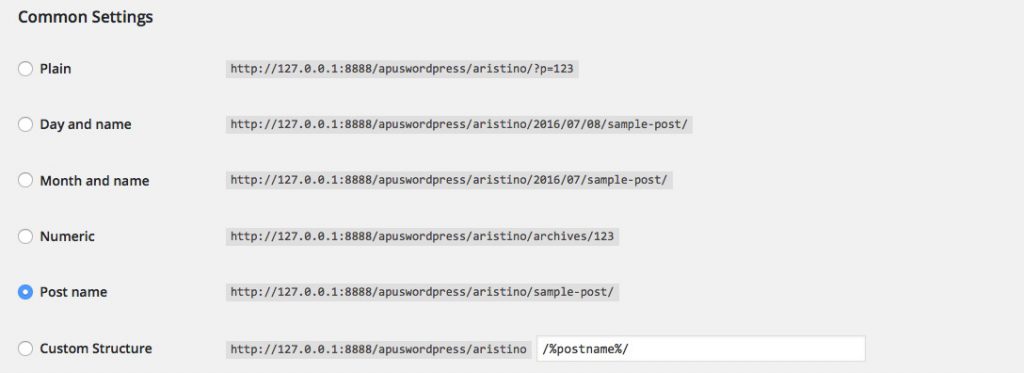 Common Settings
Plain http://127.0.0.1:8888/apuswordpress/aristino/?p=123
Day and name http://127.0.0.1:8888/apuswordpress/aristino/2016/07/08/sample-post/
Month and name http://127.0.0.1:8888/apuswordpress/aristino/2016/07/sample-post/
Numeric http://127.0.0.1:8888/apuswordpress/aristino/archives/123
Post name http://127.0.0.1:8888/apuswordpress/aristino/sample-post/
Custom Structure http://127.0.0.1:8888/apuswordpress/aristino /%postname%/